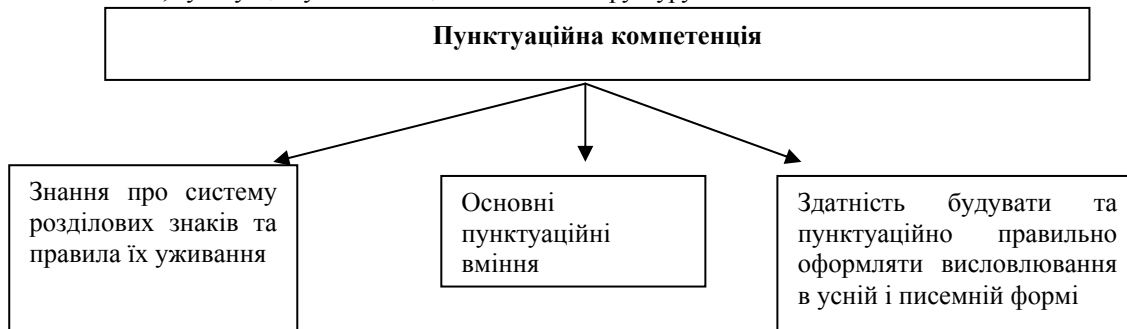 Пунктуаційна компетенція
Знання про систему
розділових знаків та
правила їх уживання
Основні
пунктуаційні
вміння
Здатність будувати та
пунктуаційно правильно
оформляти висловлювання
в усній і писемній формі